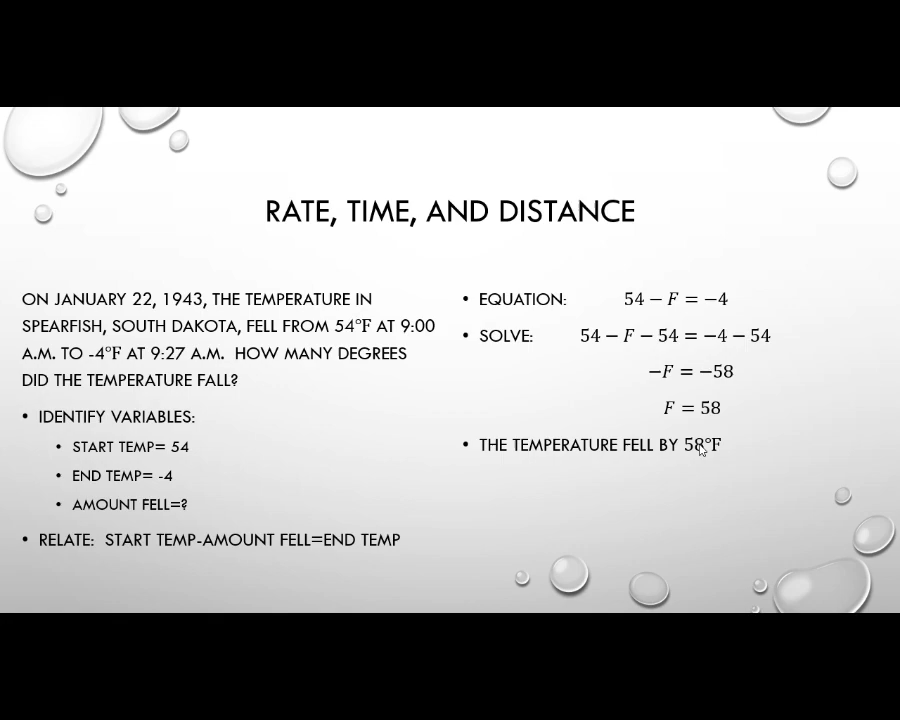 RATE, TIME, AND DISTANCE
ON JANUARY 22, 1943, THE TEMPERATURE IN
SPEARFISH, SOUTH DAKOTA, FELL FROM 54°F AT 9:00
A.M. TO -4°F AT 9:27 A.M. HOW MANY DEGREES
DID THE TEMPERATURE FALL?
• IDENTIFY VARIABLES:
• START TEMP= 54
• END TEMP= -4
• AMOUNT FELL=?
• RELATE: START TEMP-AMOUNT FELL=END TEMP
• EQUATION: 54 − F = −4
• SOLVE: 54 − F − 54 = −4 − 54
−F = −58
F = 58
• THE TEMPERATURE FELL BY 58°F